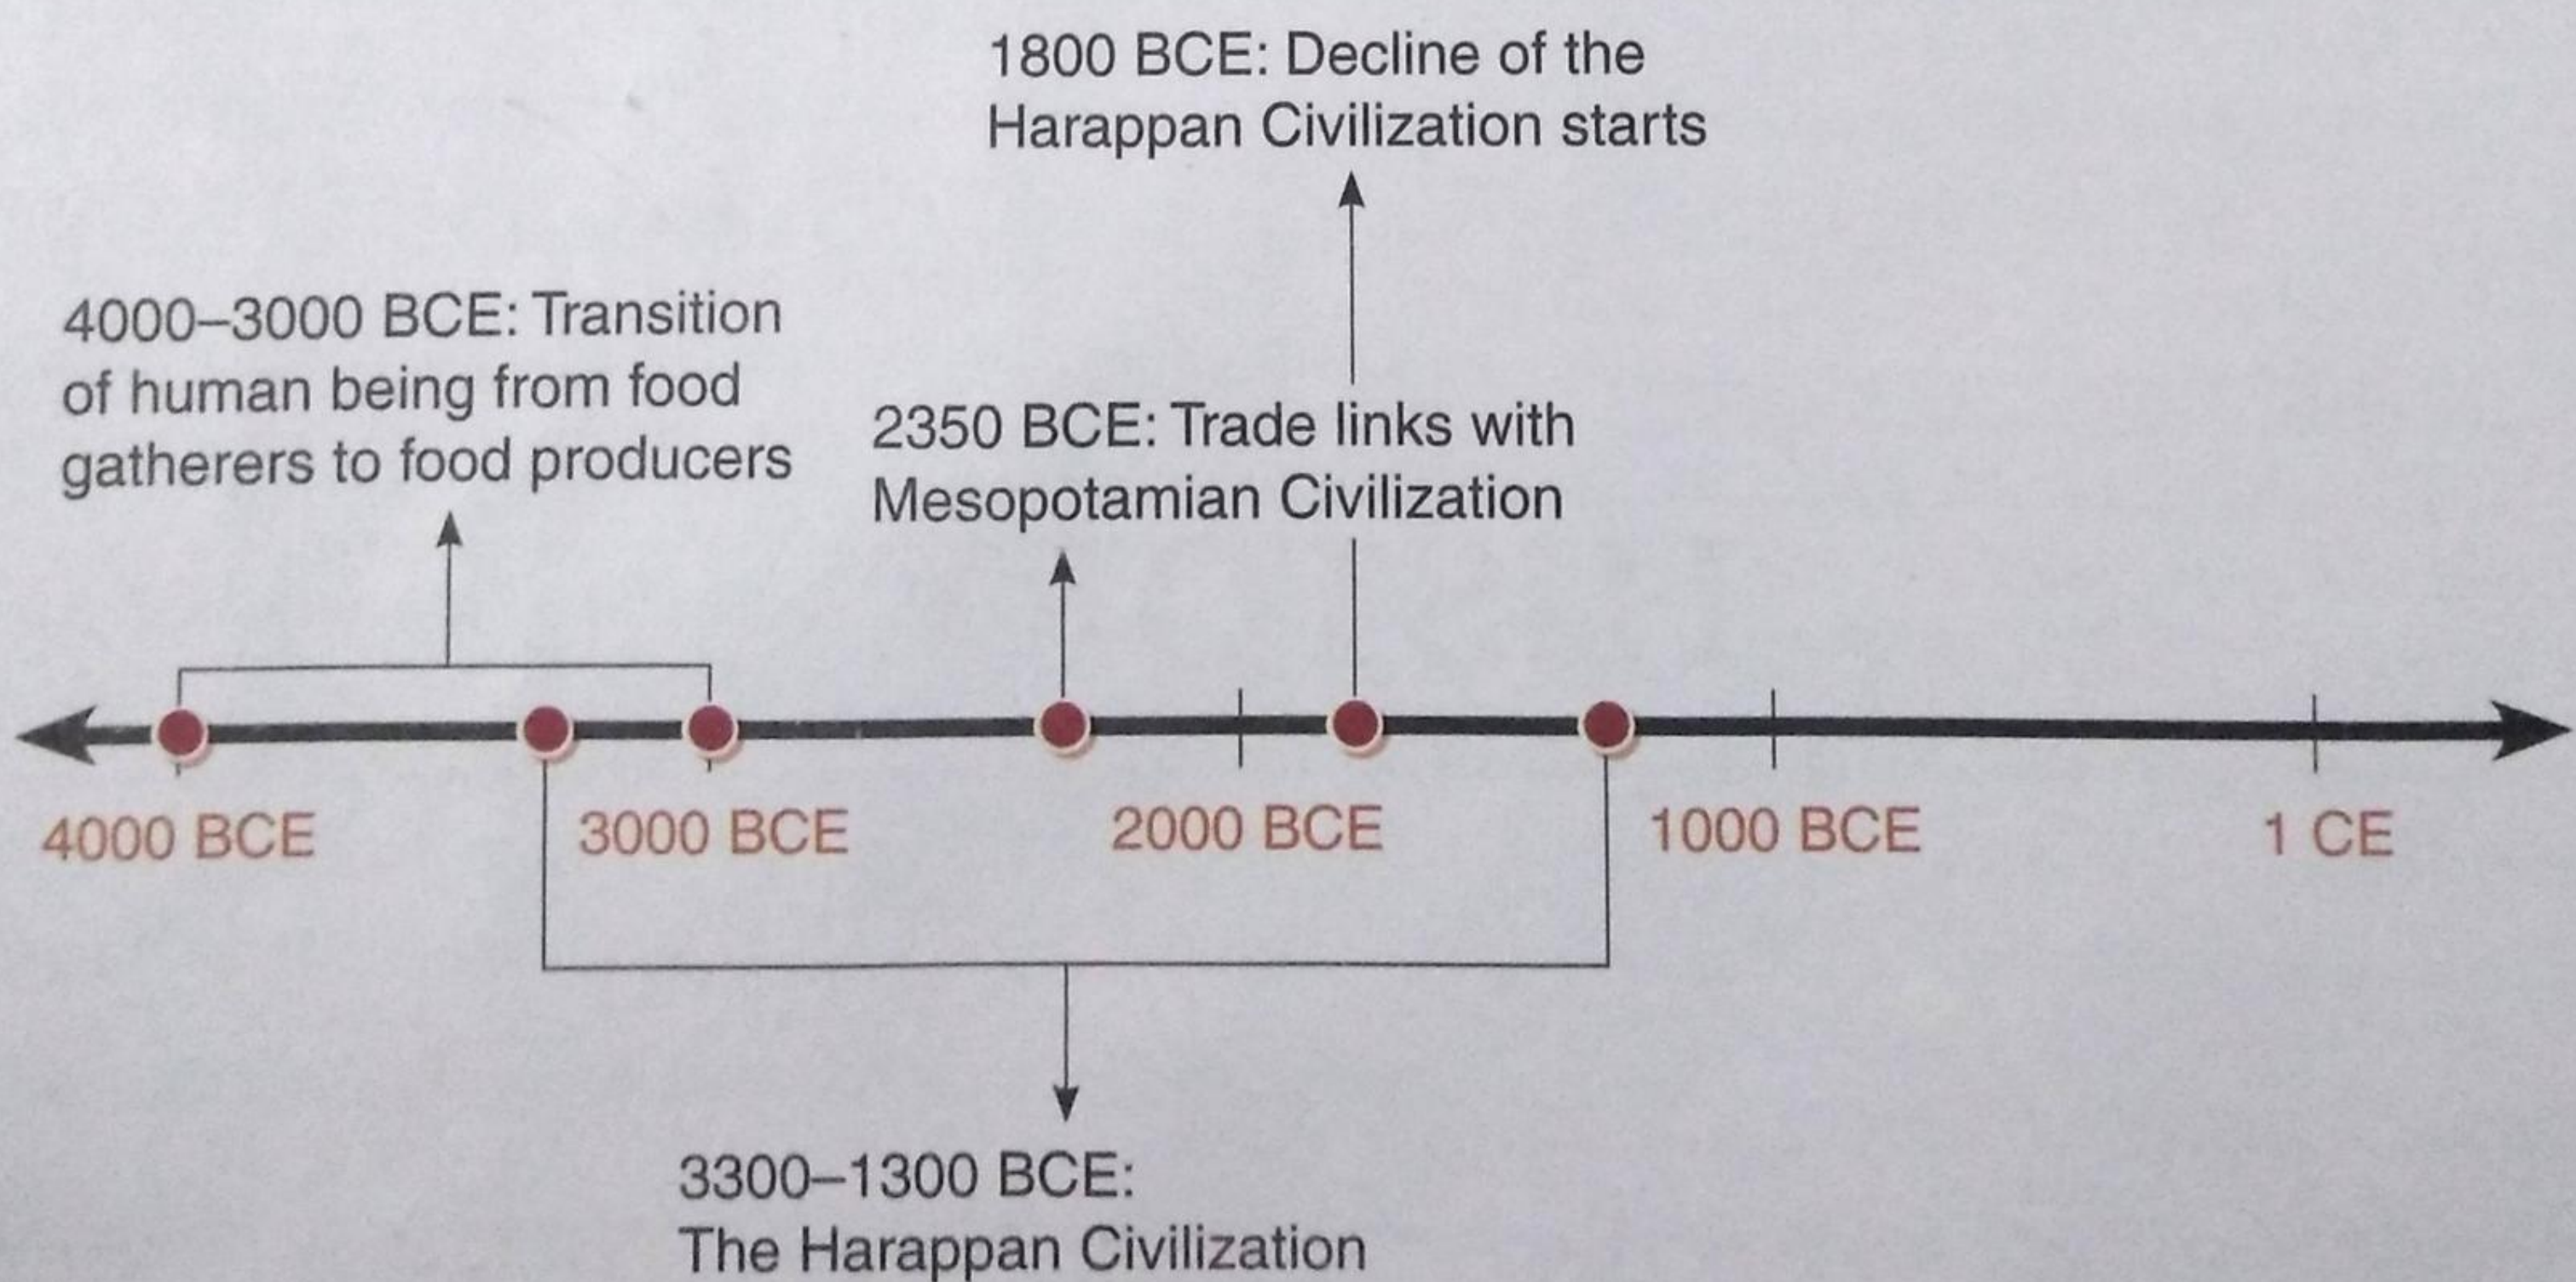 1800 BCE: Decline of the
Harappan Civilization starts
4000–3000 BCE: Transition
of human being from food
gatherers to food producers
2350 BCE: Trade links with
Mesopotamian Civilization
4000 BCE
3000 BCE
2000 BCE
1000 BCE
1 CE
3300–1300 BCE:
The Harappan Civilization